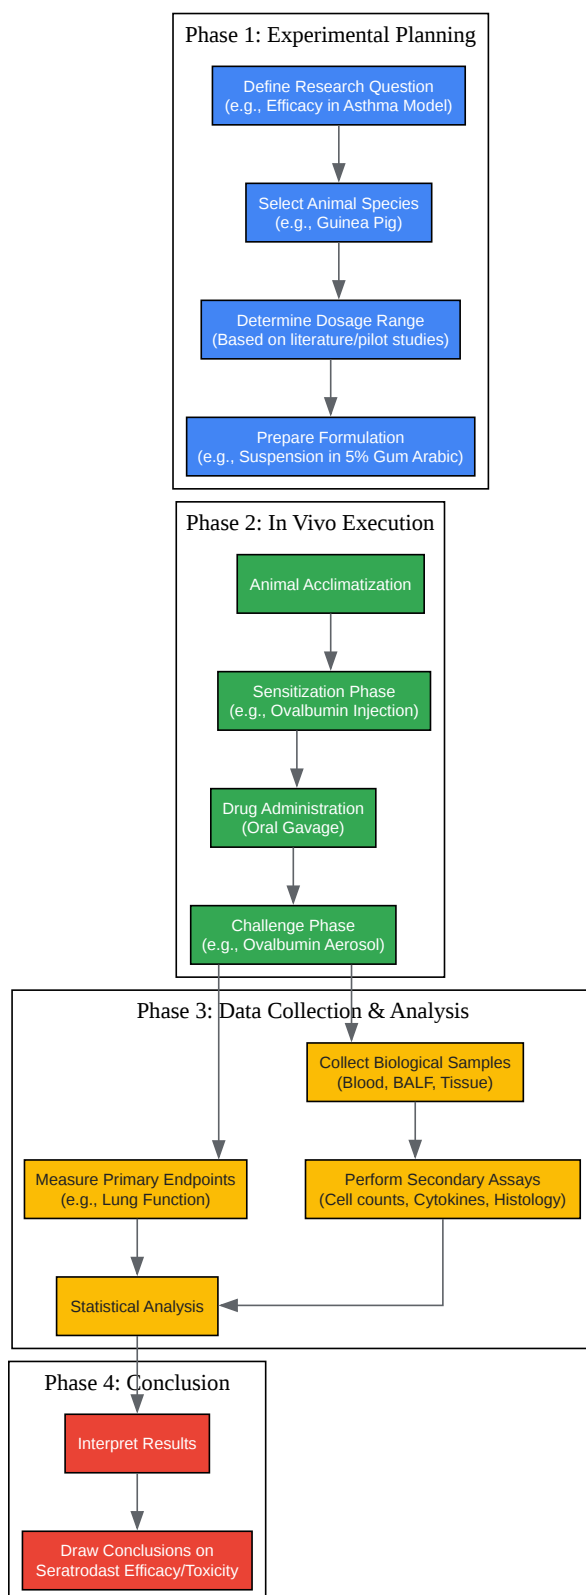 Phase 1: Experimental Planning
Define Research Question
(e.g., Efficacy in Asthma Model)
Select Animal Species
(e.g., Guinea Pig)
Determine Dosage Range
(Based on literature/pilot studies)
Prepare Formulation
(e.g., Suspension in 5% Gum Arabic)
Phase 2: In Vivo Execution
Animal Acclimatization
Sensitization Phase
(e.g., Ovalbumin Injection)
Drug Administration
(Oral Gavage)
Challenge Phase
(e.g., Ovalbumin Aerosol)
Phase 3: Data Collection & Analysis
Collect Biological Samples
(Blood, BALF, Tissue)
Measure Primary Endpoints
(e.g., Lung Function)
Perform Secondary Assays
(Cell counts, Cytokines, Histology)
Statistical Analysis
Phase 4: Conclusion
Interpret Results
Draw Conclusions on
Seratrodast Efficacy/Toxicity